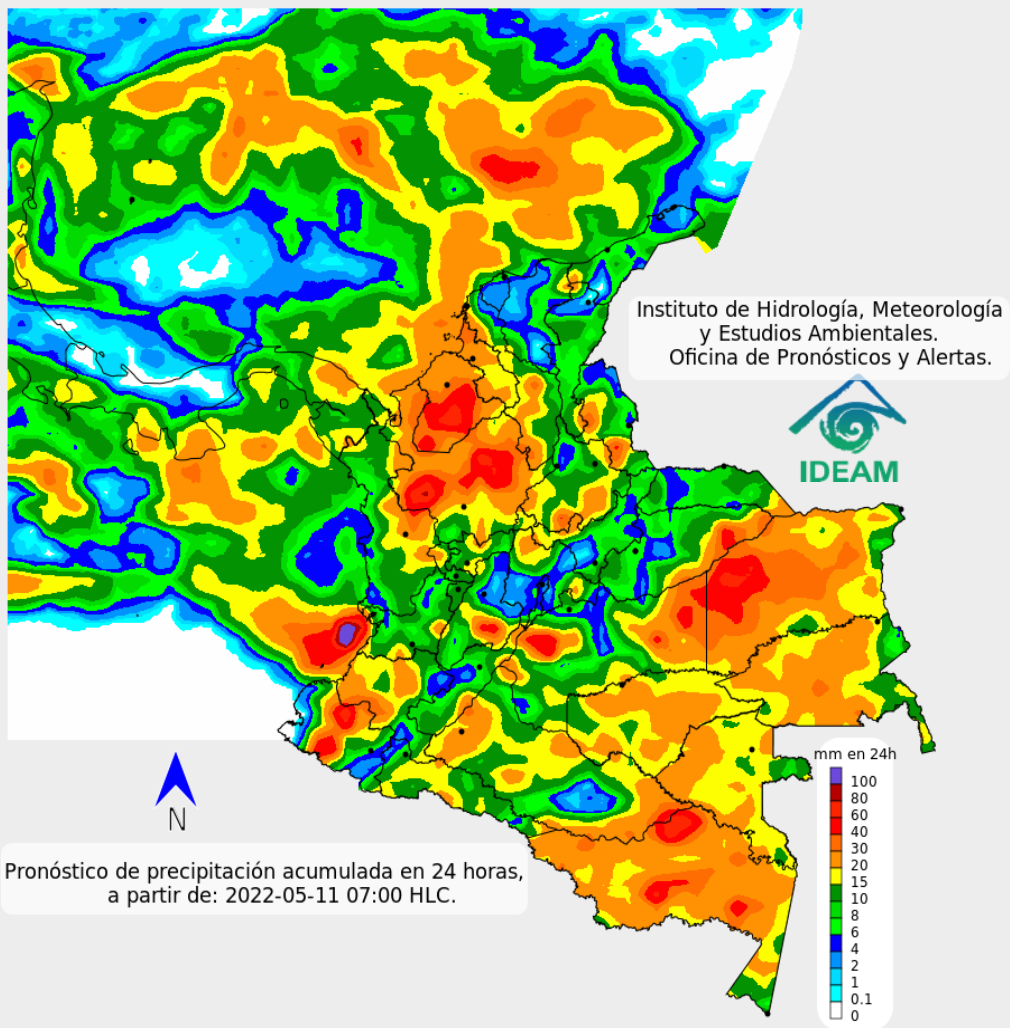 Instituto de Hidrología, Meteorología
y Estudios Ambientales.
Oficina de Pronósticos y Alertas.
IDEAM
mm en 24h
100
80
60
40
30
20
15
10
8
6
4
2
1
0.1
0
N
Pronóstico de precipitación acumulada en 24 horas,
a partir de: 2022-05-11 07:00 HLC.